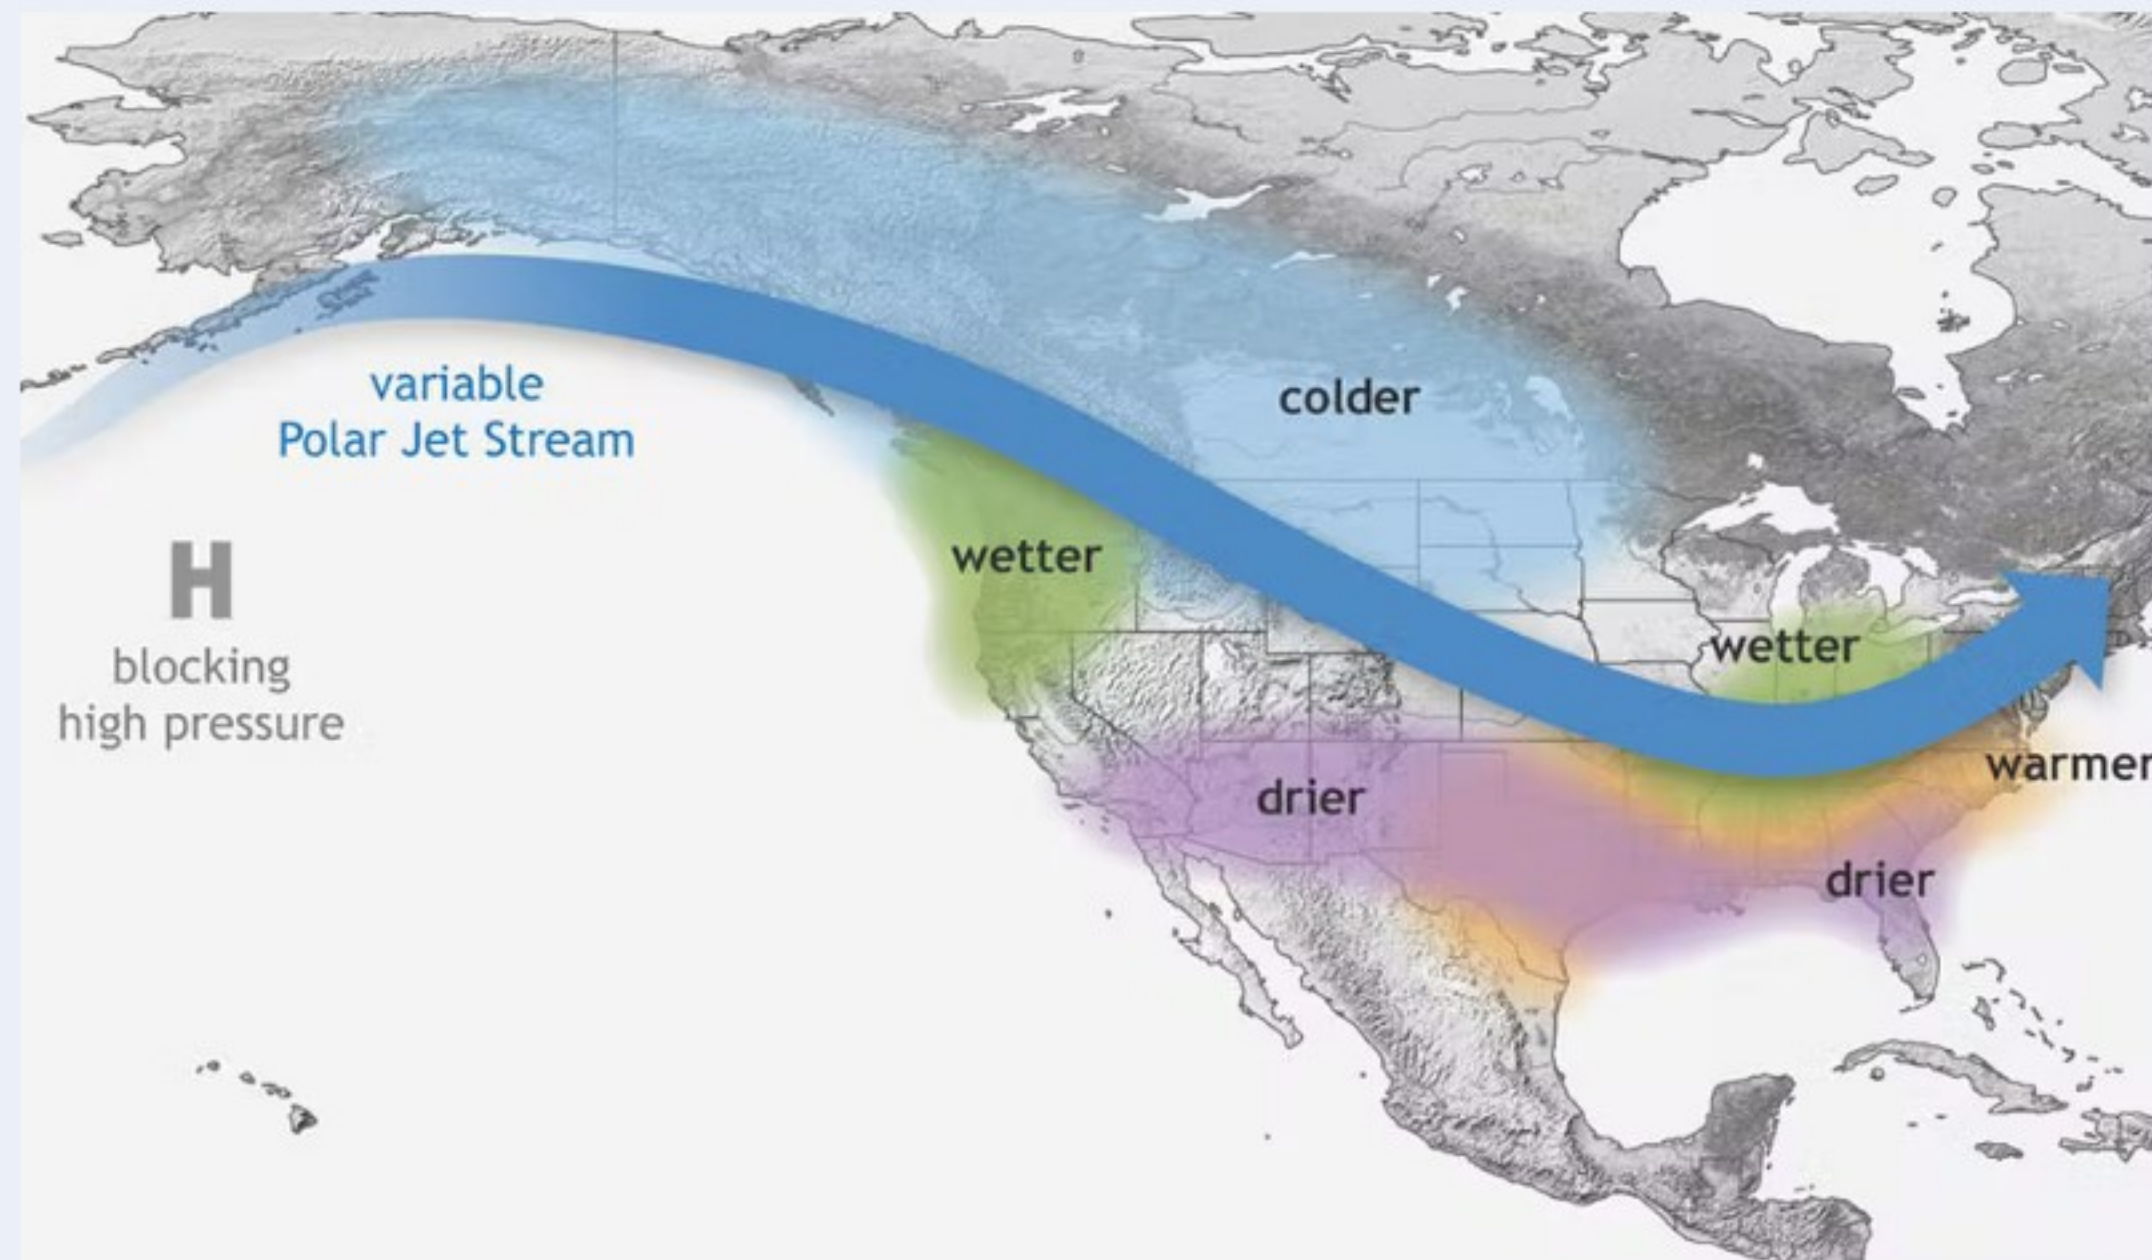 colder
variable
Polar Jet Stream
wetter
H
blocking
high pressure
wetter
warmer
drier
drier